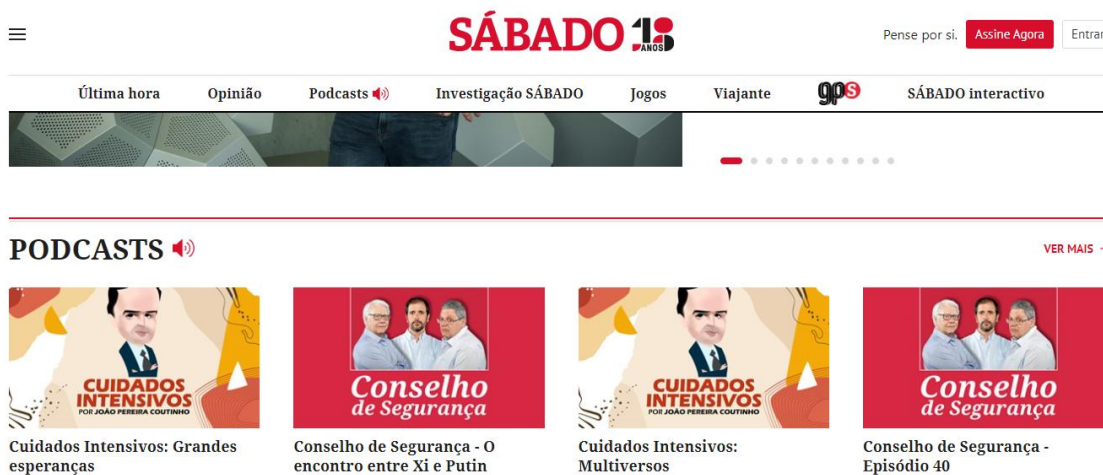 SÁBADO 18 ANOS
Pense por si. Assine Agora Entrar
Última hora Opinião Podcasts Investigação SÁBADO Jogos Viajante gps SÁBADO interactivo
PODCASTS
VER MAIS
CUIDADOS
INTENSIVOS
POR JOÃO PEREIRA COUTINHO
Cuidados Intensivos: Grandes
esperanças
Conselho
de Segurança
Conselho de Segurança - O
encontro entre Xi e Putin
CUIDADOS
INTENSIVOS
POR JOÃO PEREIRA COUTINHO
Cuidados Intensivos:
Multiversos
Conselho
de Segurança
Conselho de Segurança -
Episódio 40